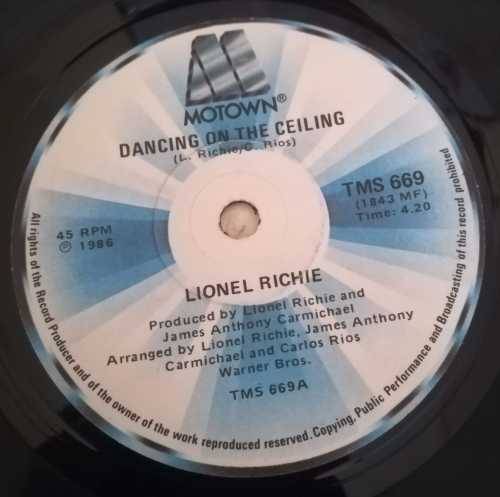 MOTOWN®
DANCING ON THE CEILING
(L. Richie/C. Rios)
TMS 669
(1843 MF)
Time: 4.20
45 RPM
℗ 1986
LIONEL RICHIE
Produced by Lionel Richie and
James Anthony Carmichael
Arranged by Lionel Richie, James Anthony
Carmichael and Carlos Rios
Warner Bros.
TMS 669A
All rights of the Record Producer and of the owner of the work reproduced reserved. Copying, Public Performance and Broadcasting of this record prohibited